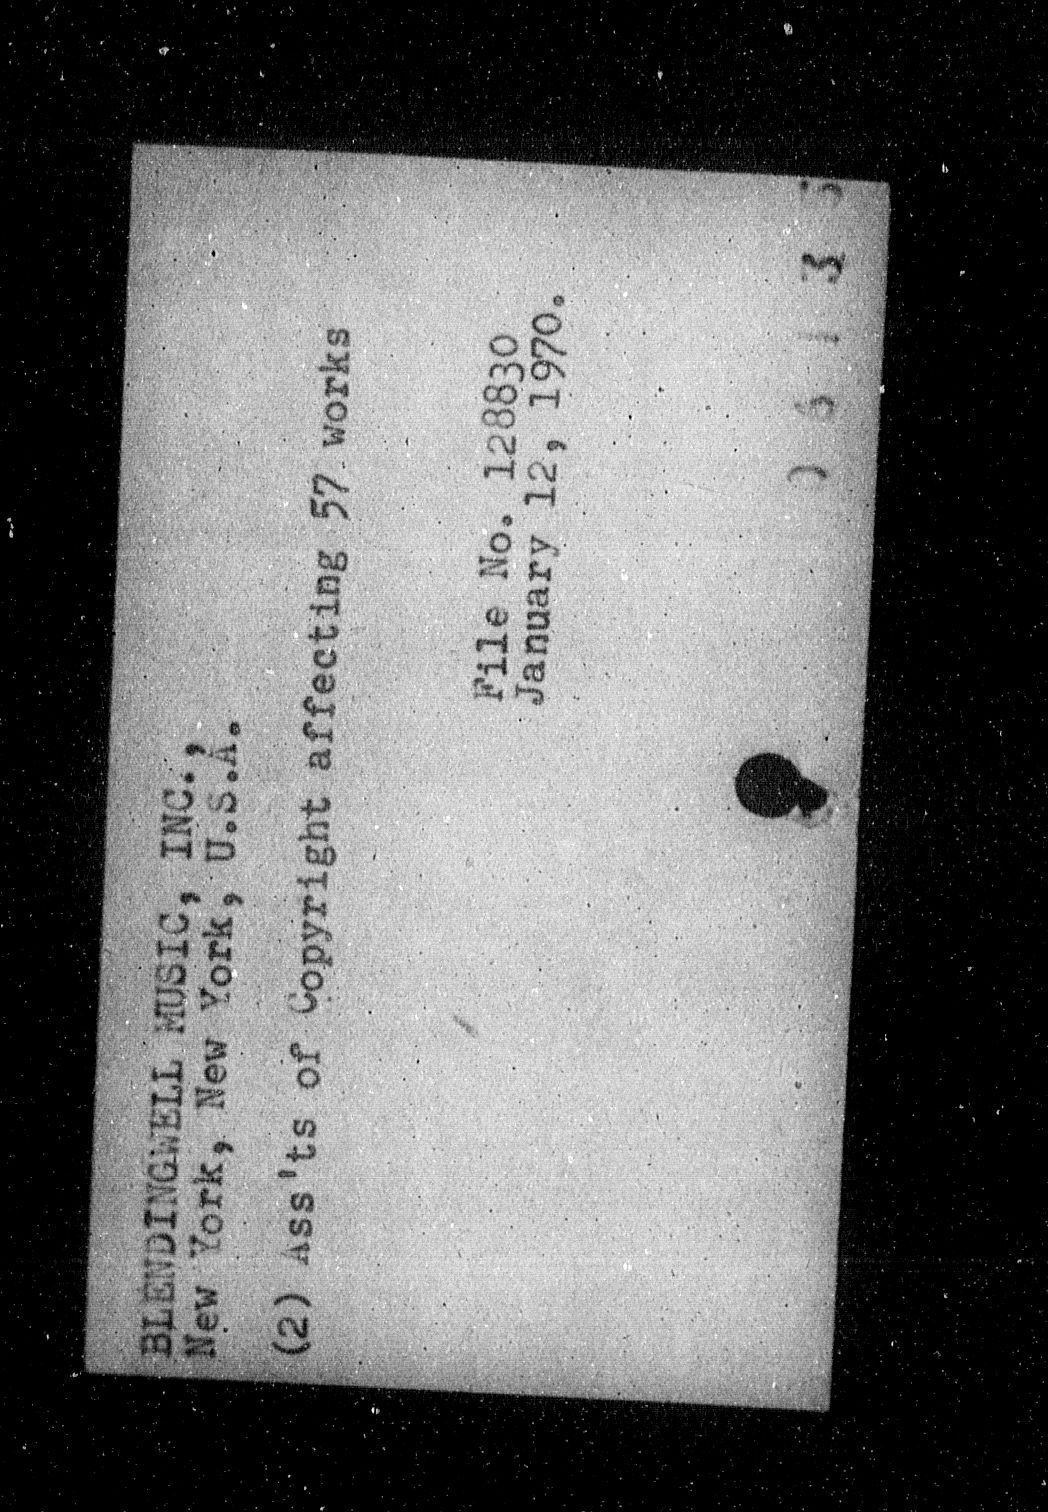 BLENDINGWELL MUSIC, INC.,
New York, New York, U.S.A.
(2) Ass'ts of Copyright affecting 57 works
File No. 128830
January 12, 1970.